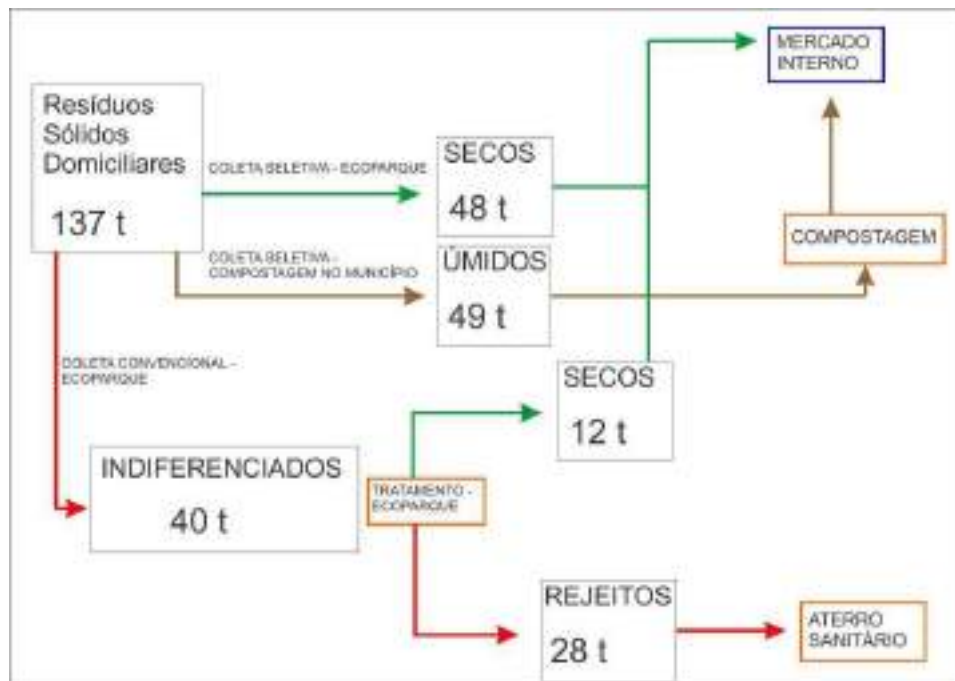 MERCADO
INTERNO
Resíduos
Sólidos
Domiciliares
137 t
COLETA SELETIVA - ECOPARQUE
SECOS
48 t
COLETA SELETIVA -
COMPOSTAGEM NO MUNICÍPIO
ÚMIDOS
49 t
COMPOSTAGEM
COLETA CONVENCIONAL -
ECOPARQUE
SECOS
12 t
INDIFERENCIADOS
40 t
TRATAMENTO -
ECOPARQUE
REJEITOS
28 t
ATERRO
SANITÁRIO